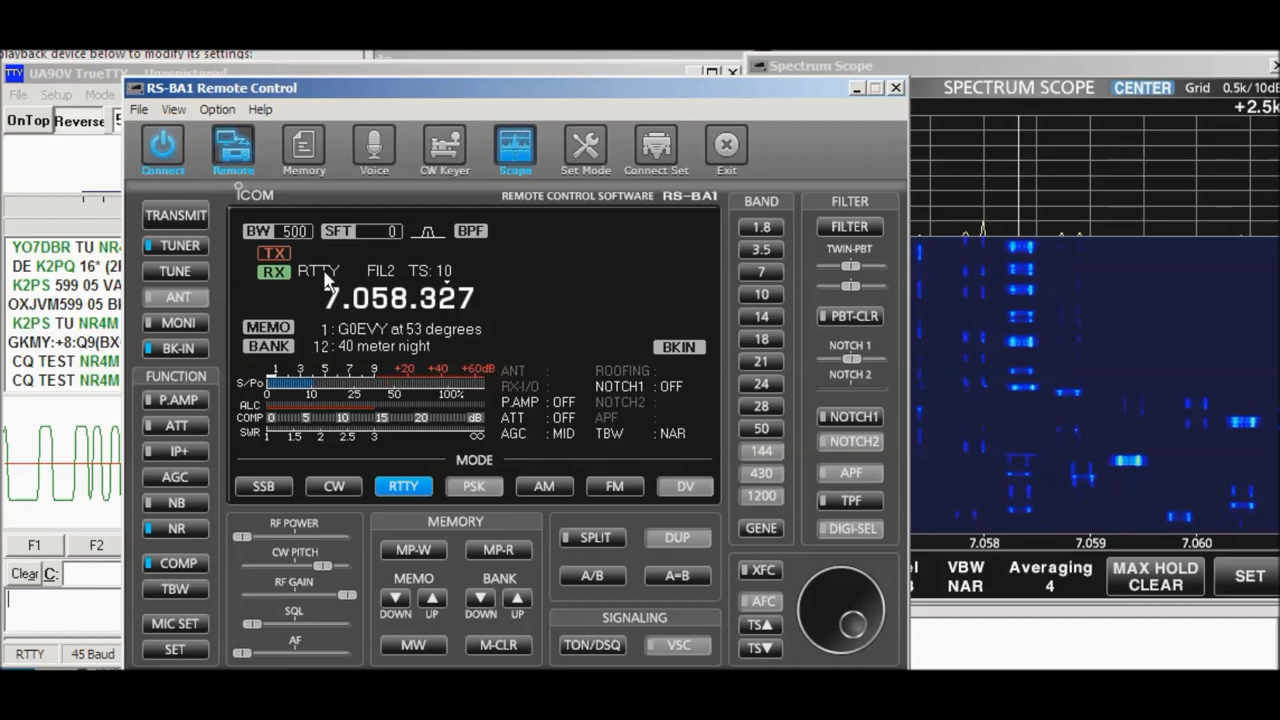 playback device below to modify its settings:
UA9OV TrueTTY Unregistered
File Setup Mode
OnTop Reverse
YO7DBR TU NR4M
DE K2PQ 16* (2F
K2PS 599 05 VA
OXJVM599 05 BK
K2PS TU NR4M
GKMY:+8:Q9(BX
CQ TEST NR4M
CQ TEST NR4M
F1 F2
Clear C:
RTTY 45 Baud
RS-BA1 Remote Control
File View Option Help
Connect Remote Memory Voice CW Keyer Scope Set Mode Connect Set Exit
ICOM REMOTE CONTROL SOFTWARE RS-BA1
TRANSMIT
TUNER
TUNE
ANT
MONI
BK-IN
FUNCTION
P.AMP
ATT
IP+
AGC
NB
NR
COMP
TBW
MIC SET
SET
BW 500 SFT 0 BPF
TX
RX RTTY FIL2 TS: 10
7.058.327
MEMO 1 : G0EVY at 53 degrees
BANK 12 : 40 meter night
BKIN
1 3 5 7 9 +20 +40 +60dB
S/Po
0 10 25 50 100%
ALC
COMP 0 5 10 15 20 dB
SWR 1 1.5 2 2.5 3 ∞
ANT :
RX-I/O :
P.AMP : OFF
ATT : OFF
AGC : MID
ROOFING :
NOTCH1 : OFF
NOTCH2 :
APF :
TBW : NAR
MODE
SSB CW RTTY PSK AM FM DV
RF POWER
CW PITCH
RF GAIN
SQL
AF
MEMORY
MP-W MP-R
MEMO BANK
DOWN UP DOWN UP
MW M-CLR
SPLIT DUP
A/B A=B
SIGNALING
TON/DSQ VSC
BAND
1.8
3.5
7
10
14
18
21
24
28
50
144
430
1200
GENE
XFC
AFC
TS▲
TS▼
FILTER
FILTER
TWIN-PBT
PBT-CLR
NOTCH 1
NOTCH 2
NOTCH1
NOTCH2
APF
TPF
DIGI-SEL
Spectrum Scope
SPECTRUM SCOPE CENTER Grid 0.5k/10dB
+2.5k
7.058 7.059 7.060
VBW
NAR
Averaging
4
MAX HOLD
CLEAR
SET